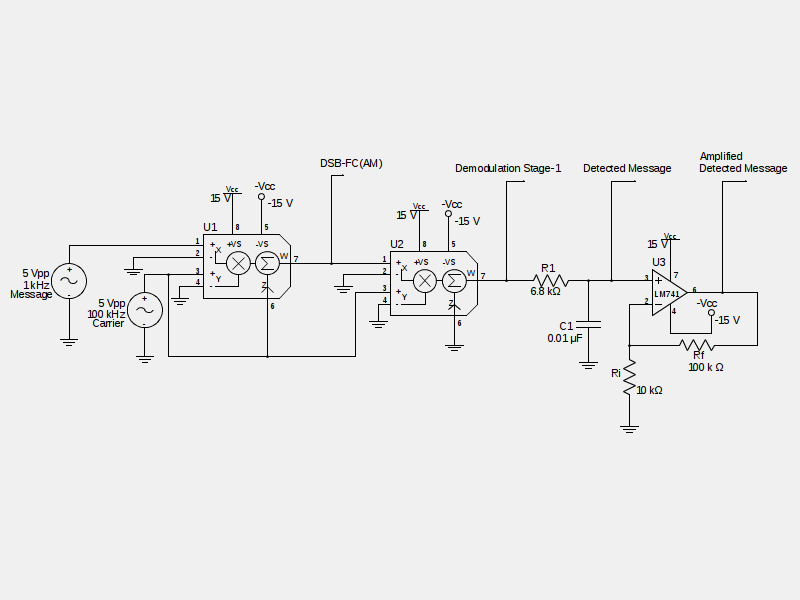 Amplified
DSB-FC(AM)
Demodulation Stage-1
Detected Message
Detected Message
Vcc
15 V
-Vcc
-15 V
Vcc
15 V
-Vcc
-15 V
U1
8
5
1
+
X
+VS
-VS
2
-
W
7
3
+
Y
Z
4
-
6
U2
8
5
1
+
X
+VS
-VS
2
-
W
7
3
+
Y
Z
4
-
6
5 Vpp
1 kHz
Message
+
-
5 Vpp
100 kHz
Carrier
+
-
R1
6.8 kΩ
C1
0.01 µF
Vcc
15 V
U3
7
3
+
LM741
6
2
4
-Vcc
-15 V
Rf
100 k Ω
Ri
10 kΩ